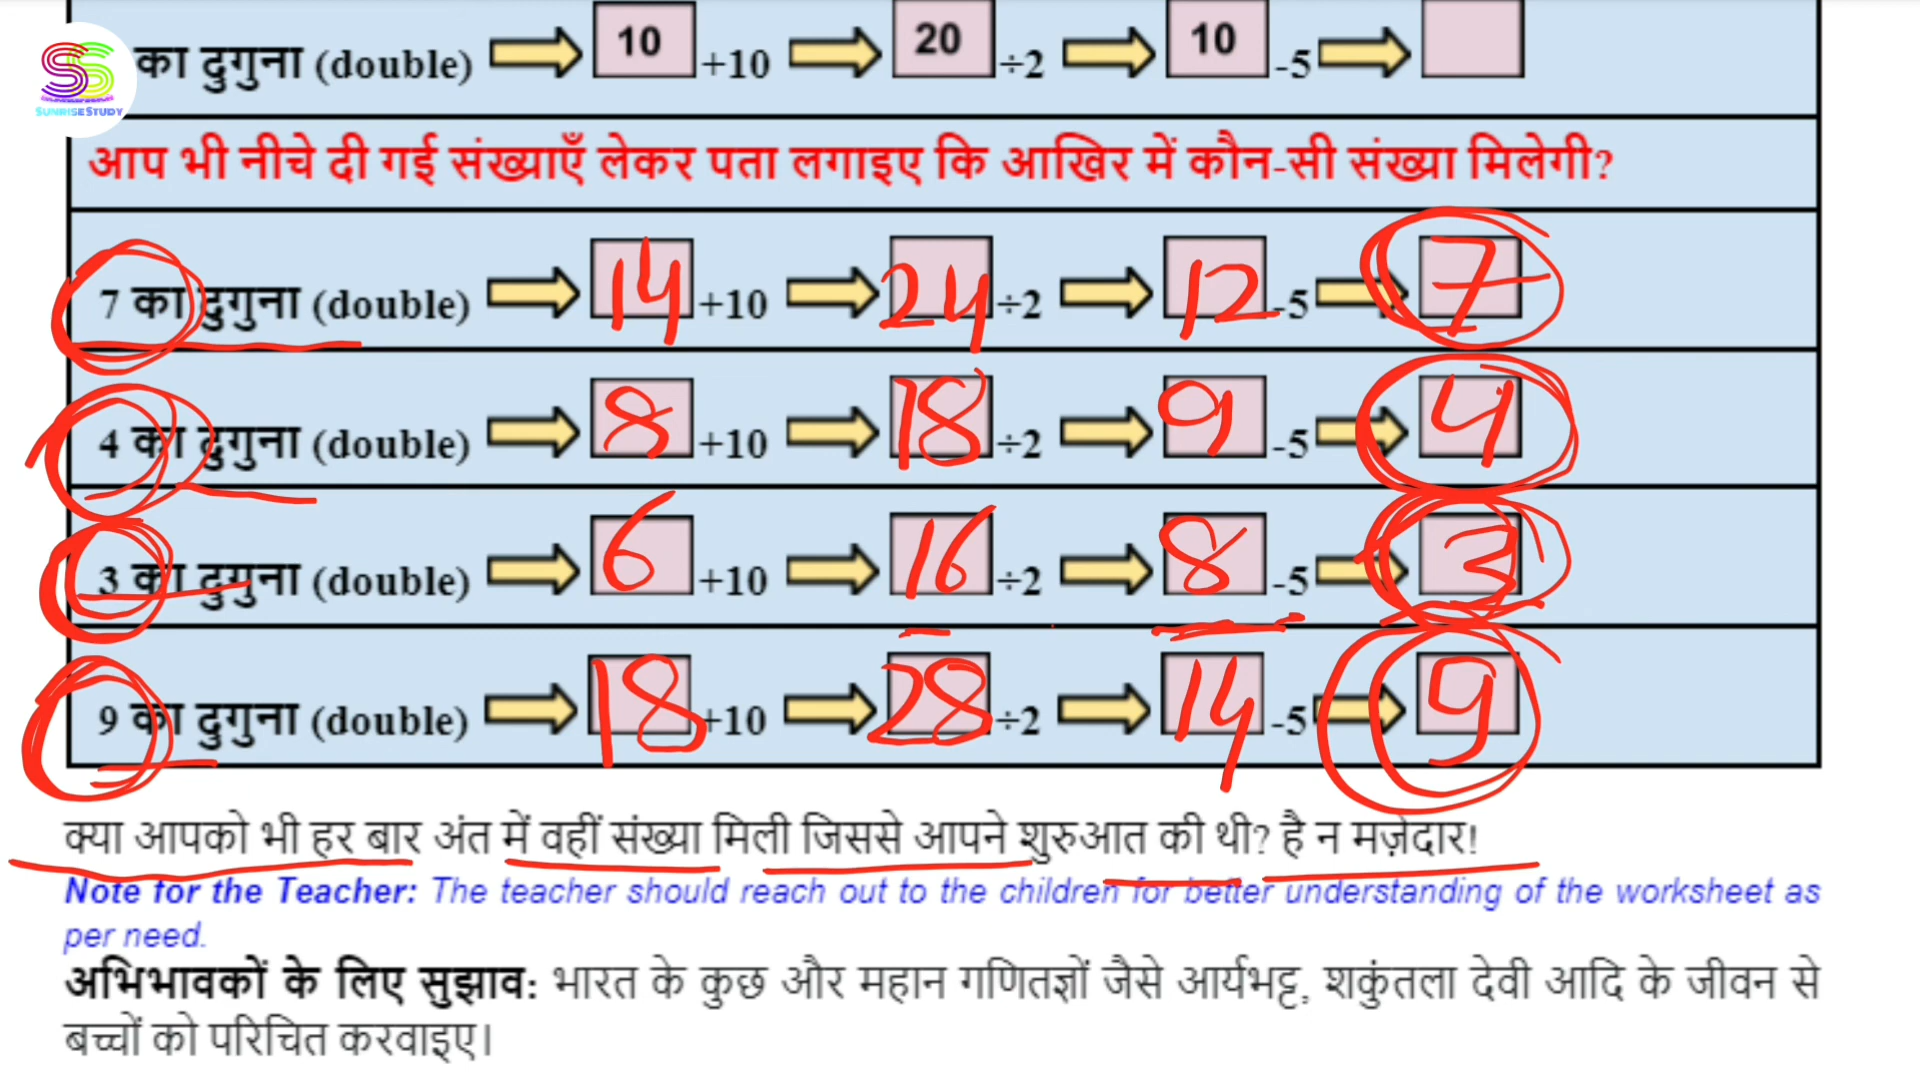 SS
SUNRISE STUDY
का दुगुना (double) 10 +10 20 ÷2 10 -5
आप भी नीचे दी गई संख्याएँ लेकर पता लगाइए कि आखिर में कौन-सी संख्या मिलेगी?
7 का दुगुना (double) 14 +10 24 ÷2 12 -5 7
4 का दुगुना (double) 8 +10 18 ÷2 9 -5 4
3 का दुगुना (double) 6 +10 16 ÷2 8 -5 3
9 का दुगुना (double) 18 +10 28 ÷2 14 -5 9
क्या आपको भी हर बार अंत में वहीं संख्या मिली जिससे आपने शुरुआत की थी? है न मज़ेदार!
Note for the Teacher: The teacher should reach out to the children for better understanding of the worksheet as
per need.
अभिभावकों के लिए सुझाव: भारत के कुछ और महान गणितज्ञों जैसे आर्यभट्ट, शकुंतला देवी आदि के जीवन से
बच्चों को परिचित करवाइए।